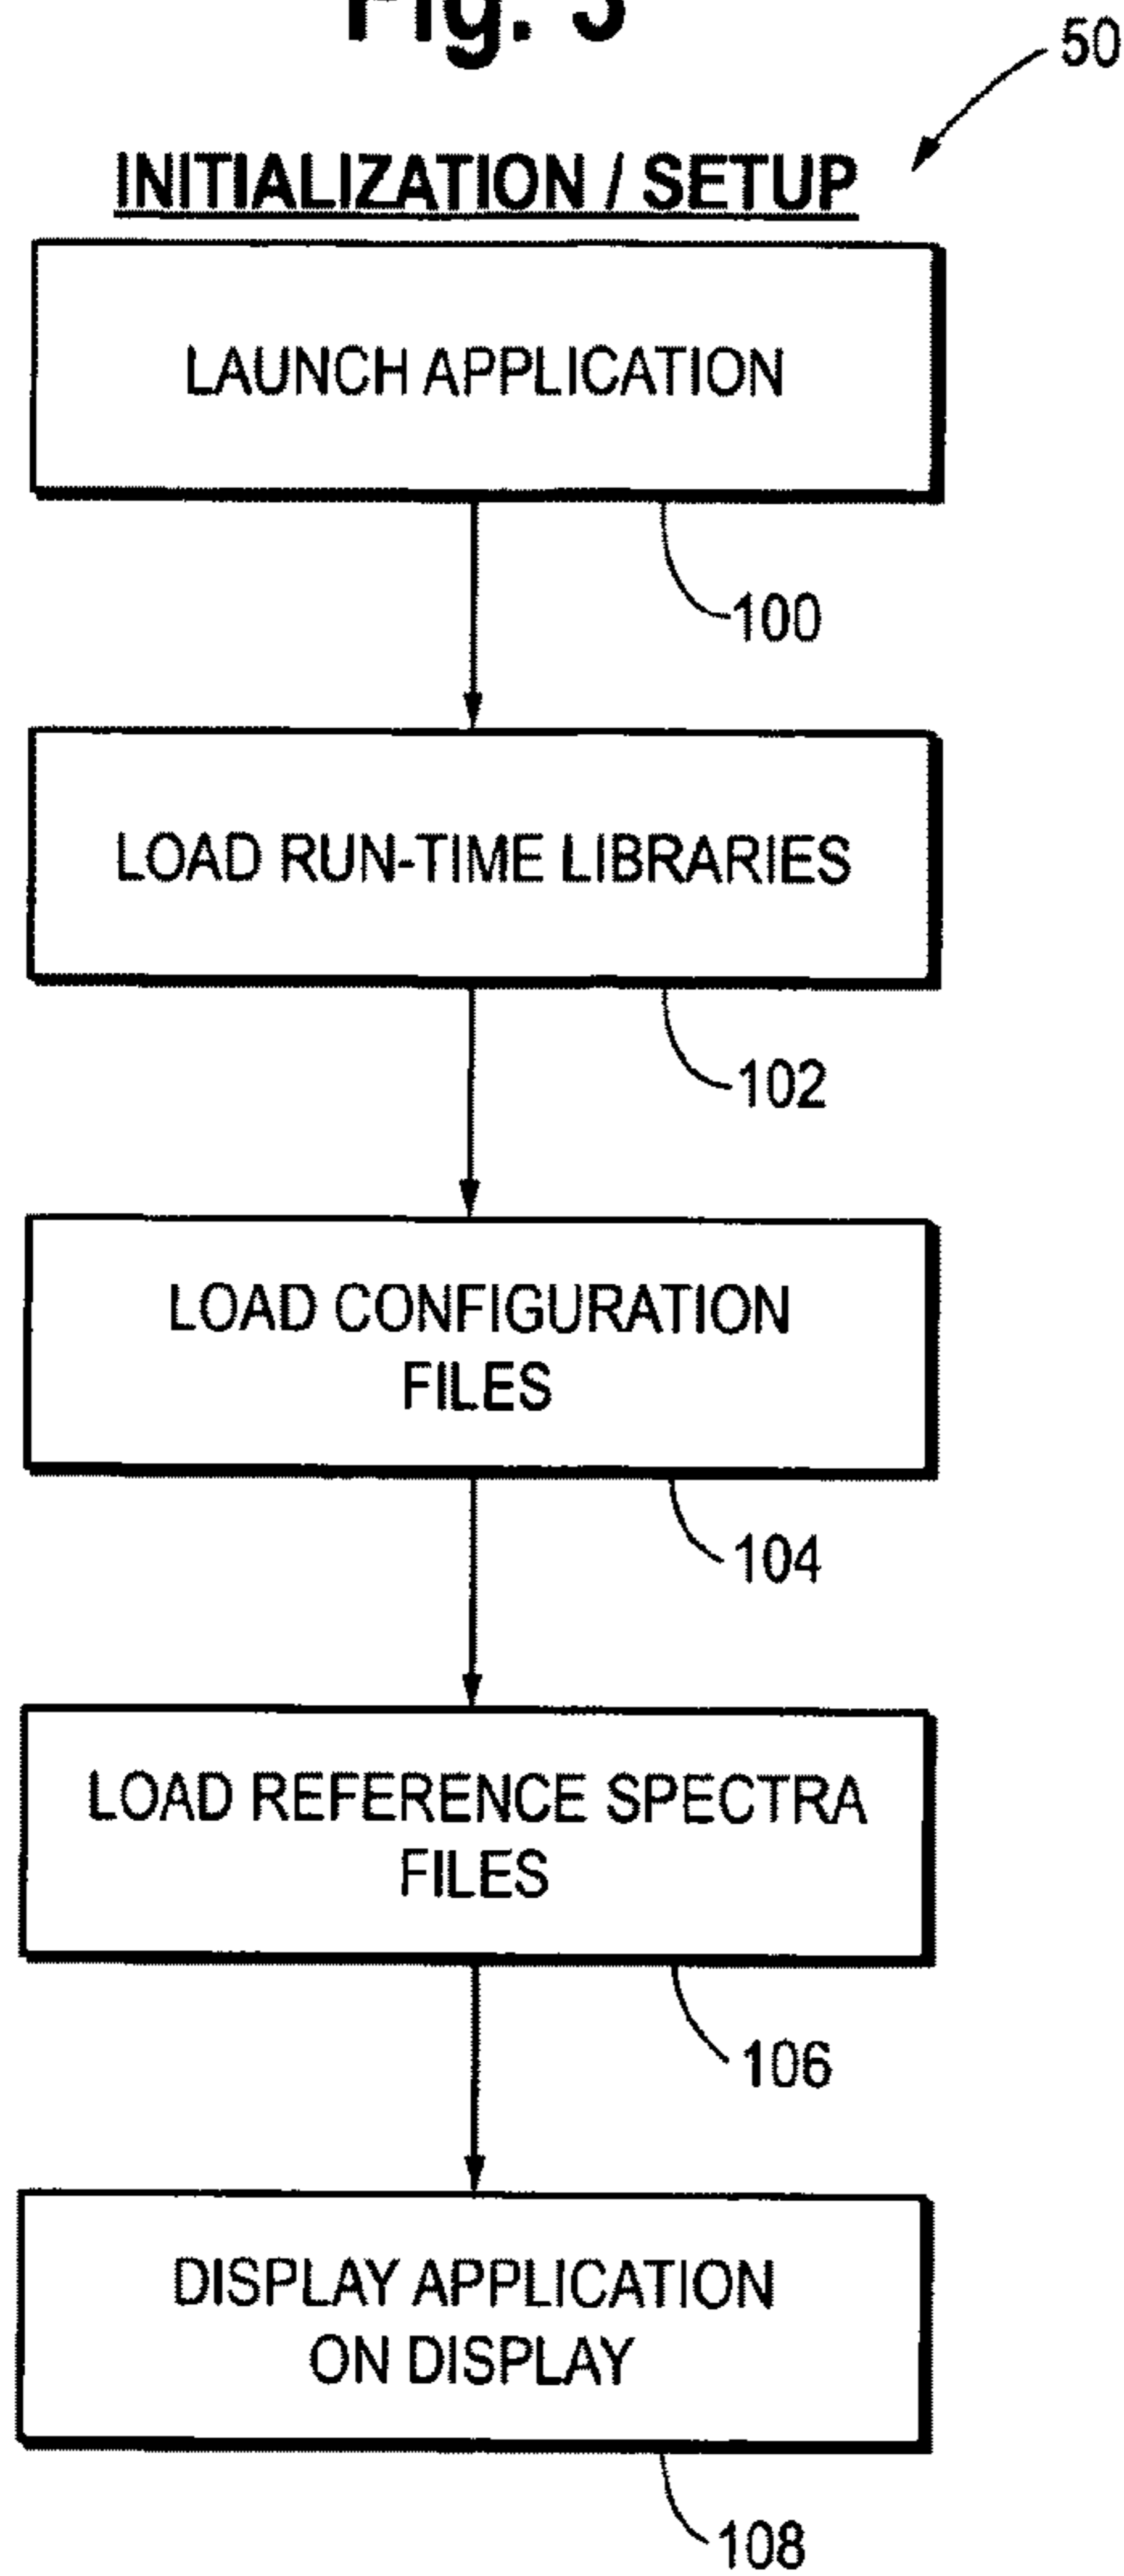 Fig. 3
50
INITIALIZATION / SETUP
LAUNCH APPLICATION
100
LOAD RUN-TIME LIBRARIES
102
LOAD CONFIGURATION
FILES
104
LOAD REFERENCE SPECTRA
FILES
106
DISPLAY APPLICATION
ON DISPLAY
108